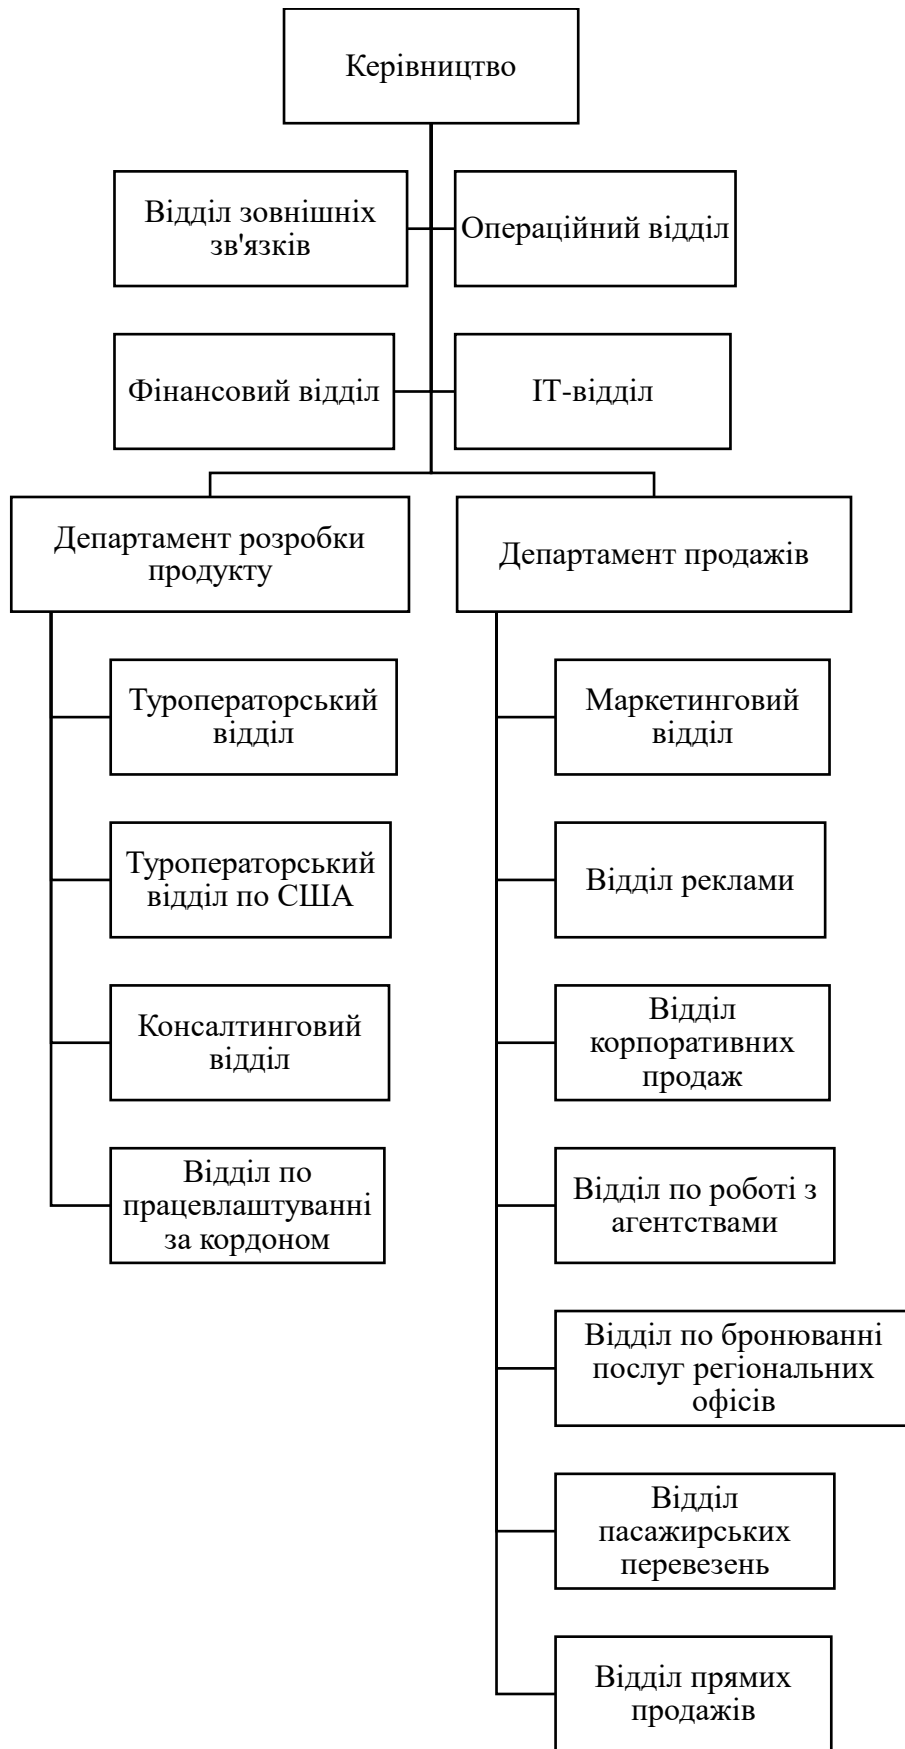 Керівництво
Відділ зовнішніх
зв'язків
Операційний відділ
Фінансовий відділ
ІТ-відділ
Департамент розробки
продукту
Департамент продажів
Туроператорський
відділ
Туроператорський
відділ по США
Консалтинговий
відділ
Відділ по
працевлаштуванні
за кордоном
Маркетинговий
відділ
Відділ реклами
Відділ
корпоративних
продаж
Відділ по роботі з
агентствами
Відділ по бронюванні
послуг регіональних
офісів
Відділ
пасажирських
перевезень
Відділ прямих
продажів